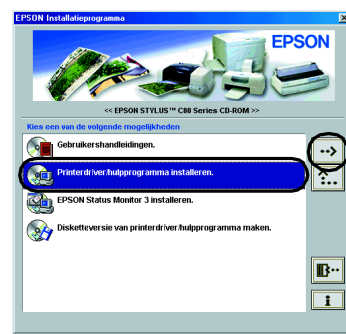 EPSON Installatieprogramma
EPSON
<< EPSON STYLUS™ C80 Series CD-ROM >>
Kies een van de volgende mogelijkheden
Gebruikershandleidingen.
Printerdriver/hulpprogramma installeren.
EPSON Status Monitor 3 installeren.
Disketteversie van printerdriver/hulpprogramma maken.